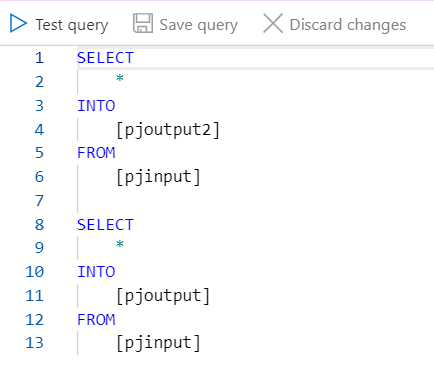 Test query Save query Discard changes
1 SELECT
2 *
3 INTO
4 [pjoutput2]
5 FROM
6 [pjinput]
7
8 SELECT
9 *
10 INTO
11 [pjoutput]
12 FROM
13 [pjinput]